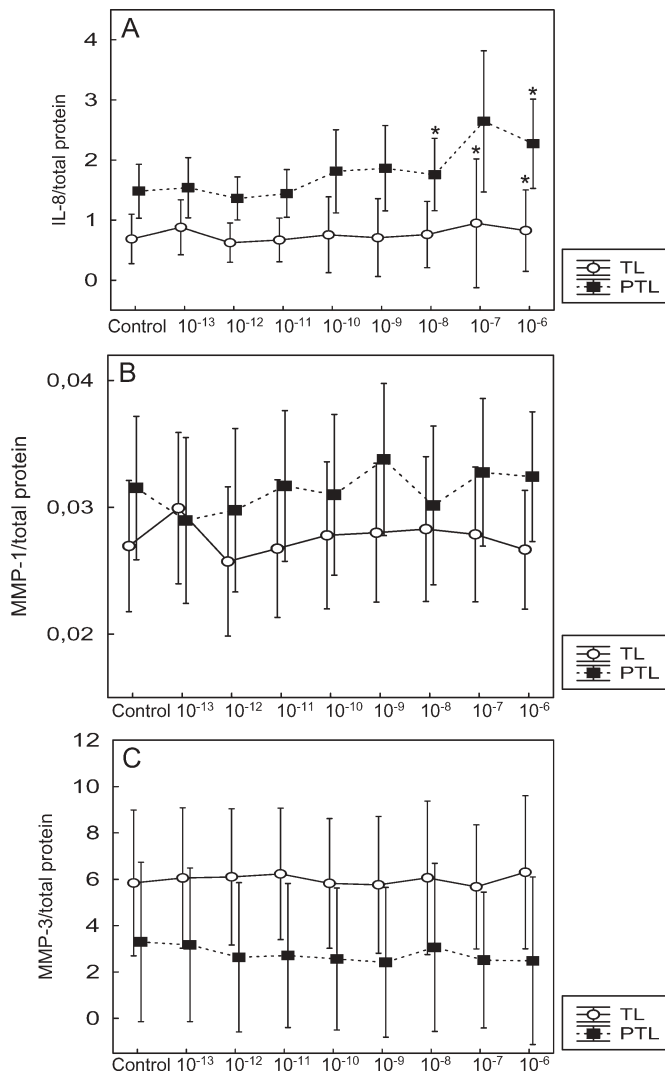 A
IL-8/total protein
4
3
2
1
0
* * * *
Control 10⁻¹³ 10⁻¹² 10⁻¹¹ 10⁻¹⁰ 10⁻⁹ 10⁻⁸ 10⁻⁷ 10⁻⁶
TL
PTL
B
MMP-1/total protein
0,04
0,03
0,02
Control 10⁻¹³ 10⁻¹² 10⁻¹¹ 10⁻¹⁰ 10⁻⁹ 10⁻⁸ 10⁻⁷ 10⁻⁶
TL
PTL
C
MMP-3/total protein
12
10
8
6
4
2
0
Control 10⁻¹³ 10⁻¹² 10⁻¹¹ 10⁻¹⁰ 10⁻⁹ 10⁻⁸ 10⁻⁷ 10⁻⁶
TL
PTL